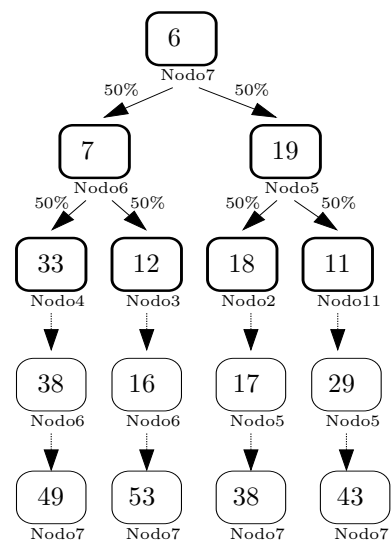 6
Nodo7
50% 50%
7 19
Nodo6 Nodo5
50% 50% 50% 50%
33 12 18 11
Nodo4 Nodo3 Nodo2 Nodo11
38 16 17 29
Nodo6 Nodo6 Nodo5 Nodo5
49 53 38 43
Nodo7 Nodo7 Nodo7 Nodo7